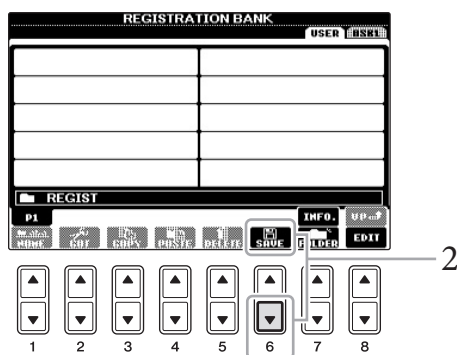 REGISTRATION BANK
USER USB1
REGIST
P1 INFO. UP
NAME CUT COPY PASTE DELETE SAVE FOLDER EDIT
2
1 2 3 4 5 6 7 8